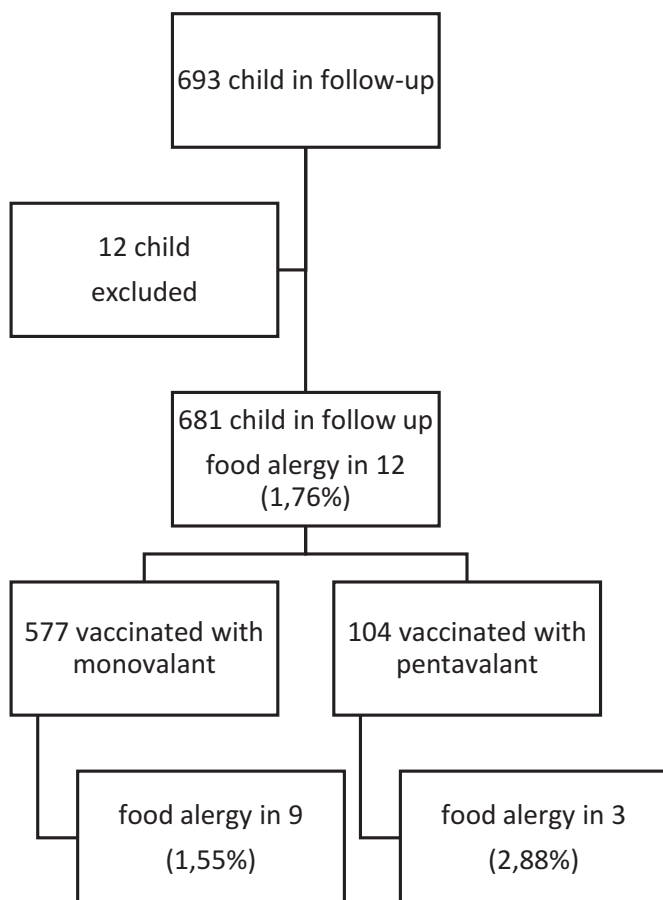 693 child in follow-up
12 child
excluded
681 child in follow up
food alergy in 12
(1,76%)
577 vaccinated with
monovalant
104 vaccinated with
pentavalant
food alergy in 9
(1,55%)
food alergy in 3
(2,88%)